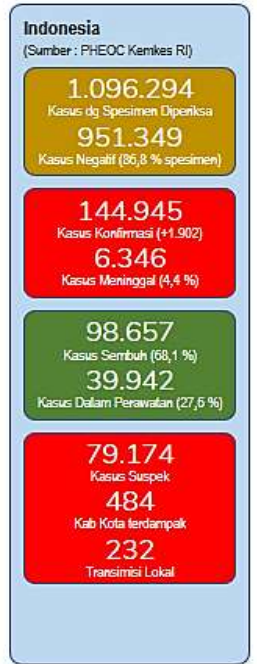 Indonesia
(Sumber : PHEOC Kemkes RI)
1.096.294
Kasus dg Spesimen Diperiksa
951.349
Kasus Negatif (86,8 % spesimen)
144.945
Kasus Konfirmasi (+1.902)
6.346
Kasus Meninggal (4,4 %)
98.657
Kasus Sembuh (68,1 %)
39.942
Kasus Dalam Perawatan (27,6 %)
79.174
Kasus Suspek
484
Kab Kota terdampak
232
Transimisi Lokal